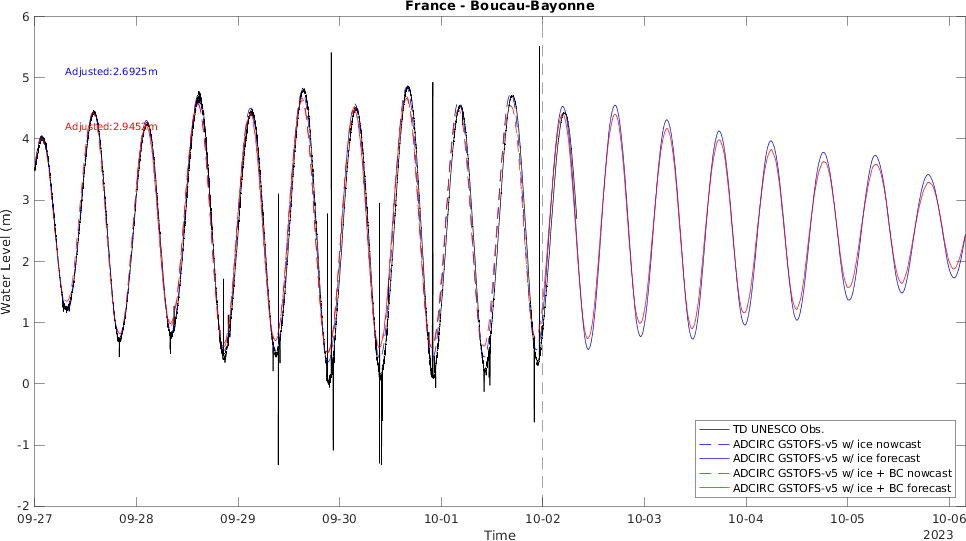 France - Boucau-Bayonne
6
5
4
3
2
1
0
-1
-2
Water Level (m)
Adjusted:2.6925m
Adjusted:2.9453m
TD UNESCO Obs.
ADCIRC GSTOFS-v5 w/ ice nowcast
ADCIRC GSTOFS-v5 w/ ice forecast
ADCIRC GSTOFS-v5 w/ ice + BC nowcast
ADCIRC GSTOFS-v5 w/ ice + BC forecast
09-27 09-28 09-29 09-30 10-01 10-02 10-03 10-04 10-05 10-06
Time
2023